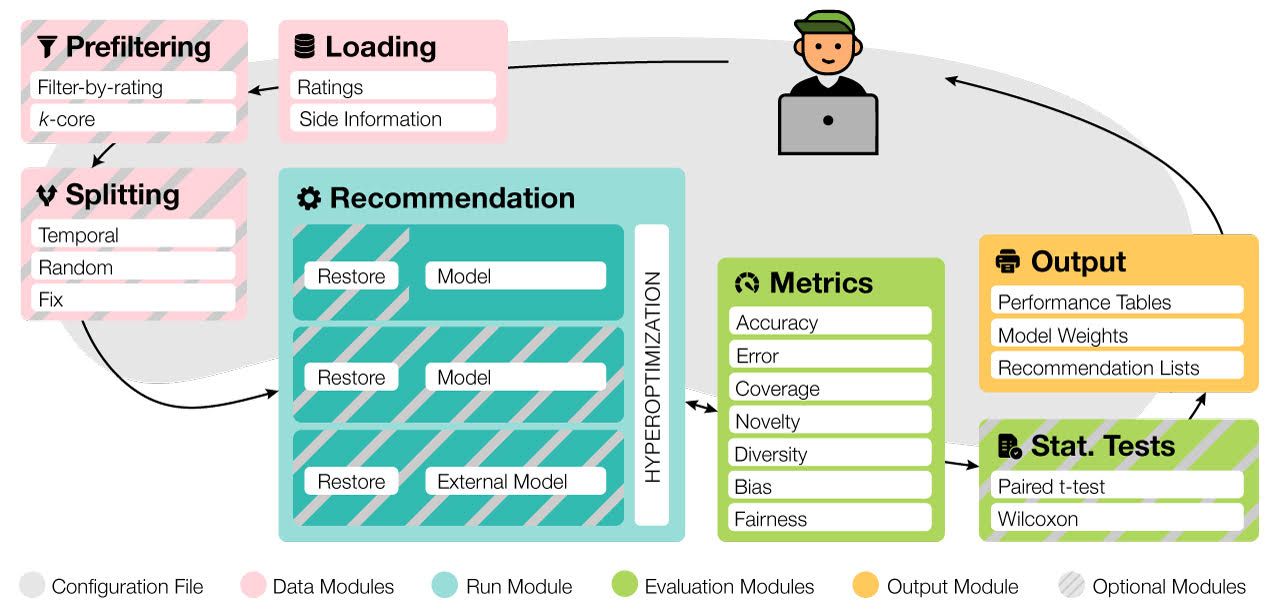 Prefiltering
Filter-by-rating
k-core
Loading
Ratings
Side Information
Splitting
Temporal
Random
Fix
Recommendation
Restore
Model
Restore
Model
Restore
External Model
HYPEROPTIMIZATION
Metrics
Accuracy
Error
Coverage
Novelty
Diversity
Bias
Fairness
Output
Performance Tables
Model Weights
Recommendation Lists
Stat. Tests
Paired t-test
Wilcoxon
Configuration File
Data Modules
Run Module
Evaluation Modules
Output Module
Optional Modules